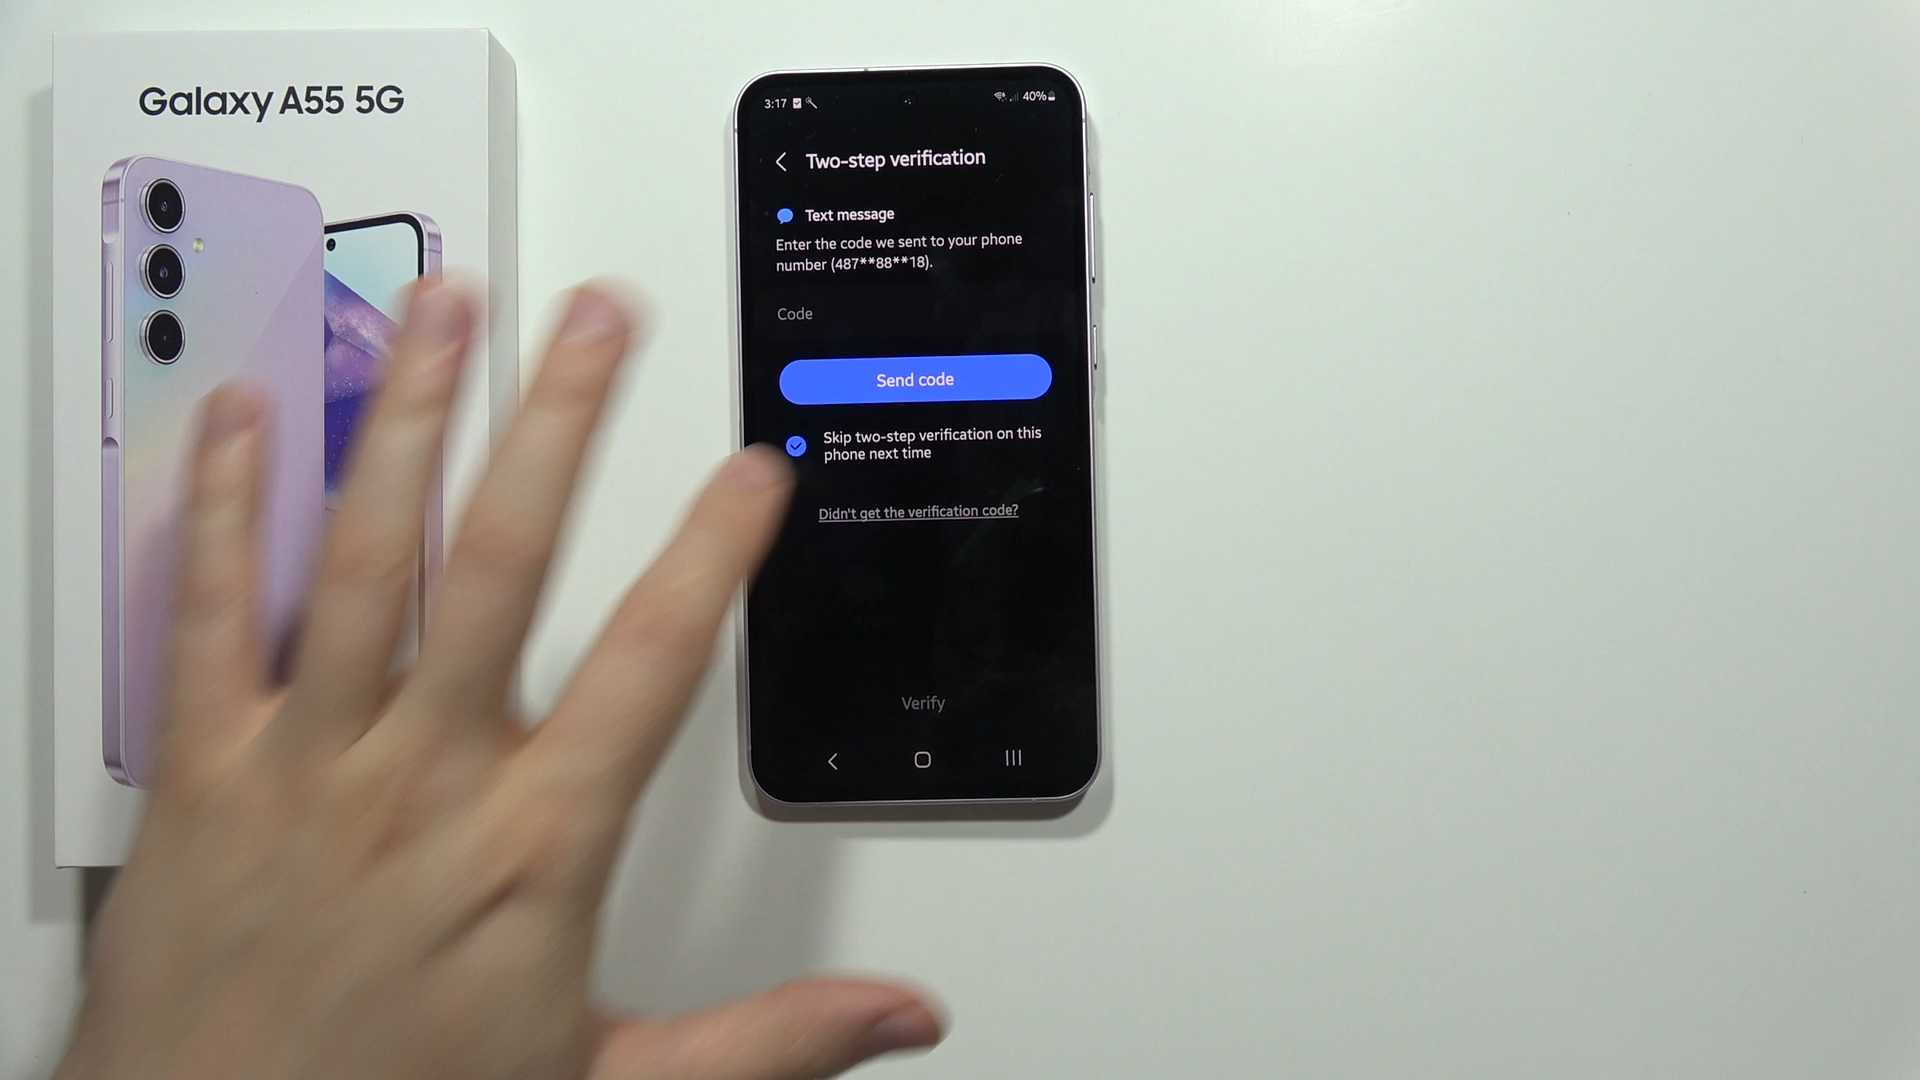 Galaxy A55 5G
3:17
40%
Two-step verification
Text message
Enter the code we sent to your phone
number (487**88**18).
Code
Send code
Skip two-step verification on this
phone next time
Didn't get the verification code?
Verify